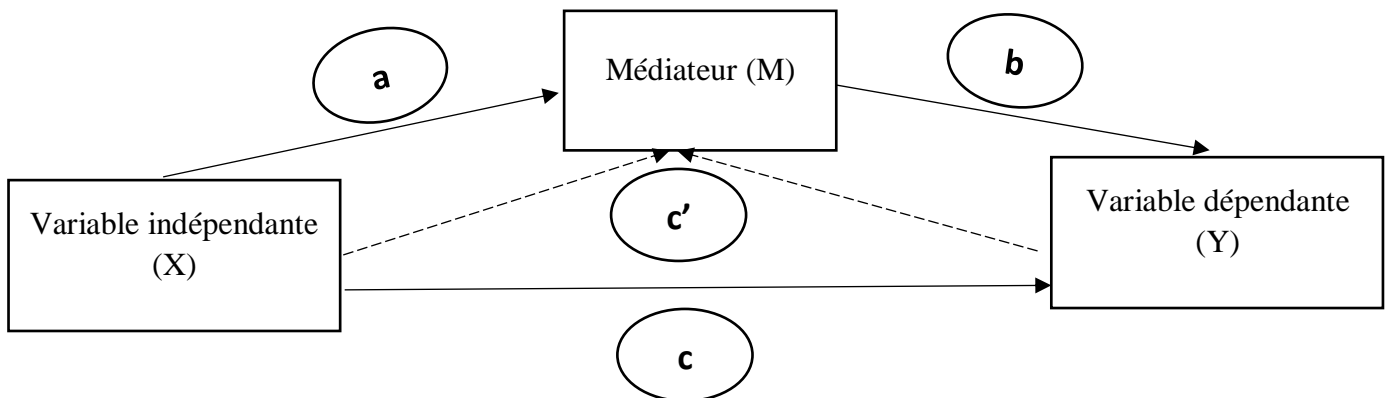 a
Médiateur (M)
b
Variable indépendante
(X)
c’
Variable dépendante
(Y)
c